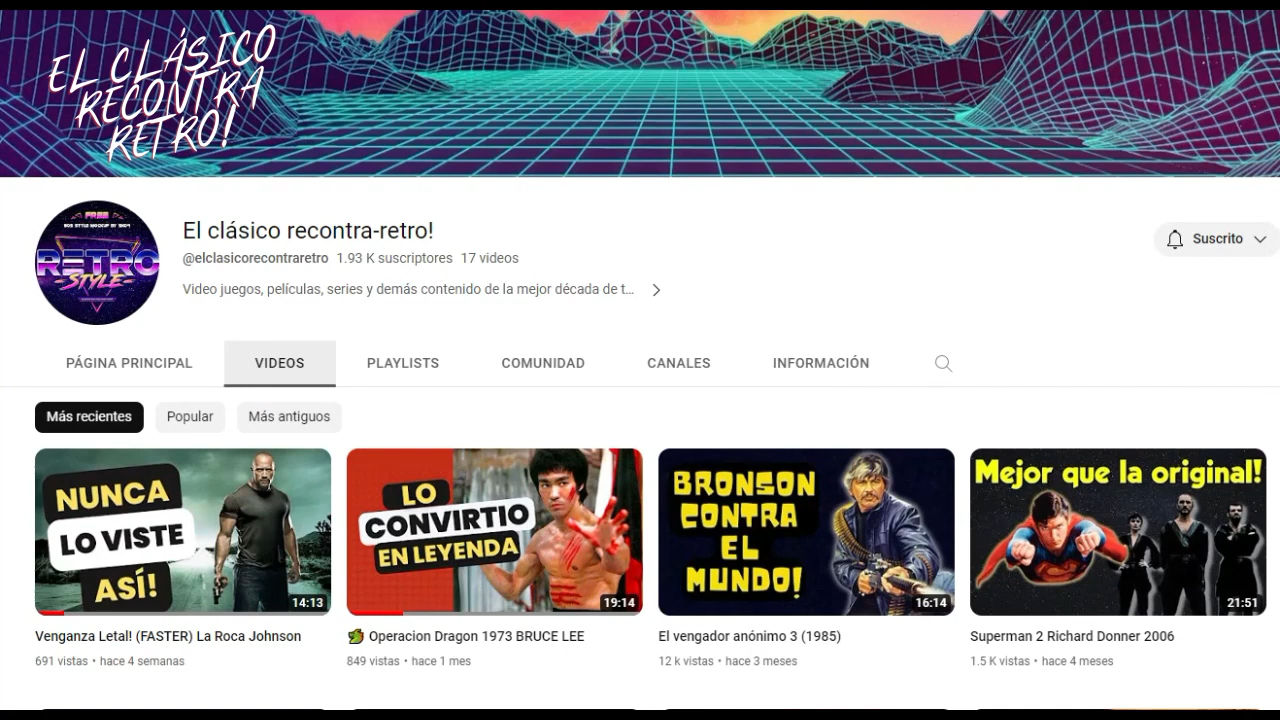 EL CLÁSICO
RECONTRA
RETRO!
FREE
80S STYLE MOCKUP BY
RETRO
STYLE
El clásico recontra-retro!
@elclasicorecontraretro 1.93 K suscriptores 17 videos
Video juegos, películas, series y demás contenido de la mejor década de t...
Suscrito
PÁGINA PRINCIPAL VIDEOS PLAYLISTS COMUNIDAD CANALES INFORMACIÓN
Más recientes Popular Más antiguos
NUNCA
LO VISTE
ASÍ!
14:13
LO
CONVIRTIO
EN LEYENDA
19:14
BRONSON
CONTRA
EL
MUNDO!
16:14
Mejor que la original!
21:51
Venganza Letal! (FASTER) La Roca Johnson
691 vistas • hace 4 semanas
Operacion Dragon 1973 BRUCE LEE
849 vistas • hace 1 mes
El vengador anónimo 3 (1985)
12 k vistas • hace 3 meses
Superman 2 Richard Donner 2006
1.5 K vistas • hace 4 meses